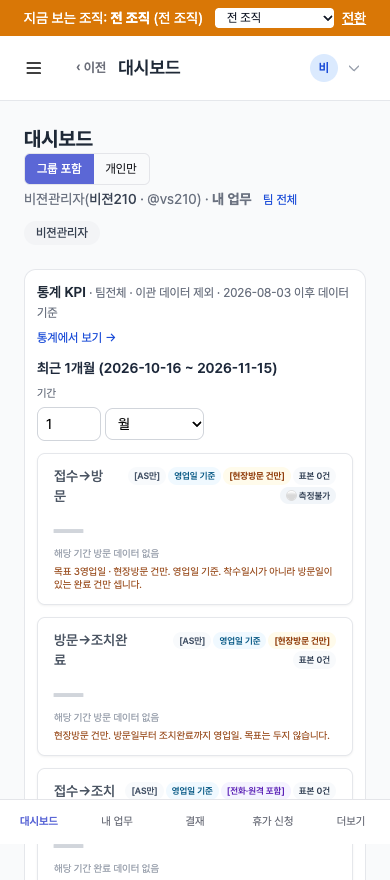 지금 보는 조직: 전 조직 (전 조직) 전 조직 전환
‹ 이전 대시보드 비
대시보드
그룹 포함 개인만
비젼관리자(비젼210 · @vs210) · 내 업무 팀 전체
비젼관리자
통계 KPI · 팀전체 · 이관 데이터 제외 · 2026-08-03 이후 데이터
기준
통계에서 보기 →
최근 1개월 (2026-10-16 ~ 2026-11-15)
기간
1 월
접수→방 [AS만] 영업일 기준 [현장방문 건만] 표본 0건
문 측정불가
—
해당 기간 방문 데이터 없음
목표 3영업일 · 현장방문 건만. 영업일 기준. 착수일시가 아니라 방문일이
있는 완료 건만 셉니다.
방문→조치완 [AS만] 영업일 기준 [현장방문 건만]
료 표본 0건
—
해당 기간 방문 데이터 없음
현장방문 건만. 방문일부터 조치완료까지 영업일. 목표는 두지 않습니다.
접수→조치 [AS만] 영업일 기준 [전화·원격 포함] 표본 0건
대시보드 내 업무 결재 휴가 신청 더보기
—
해당 기간 완료 데이터 없음